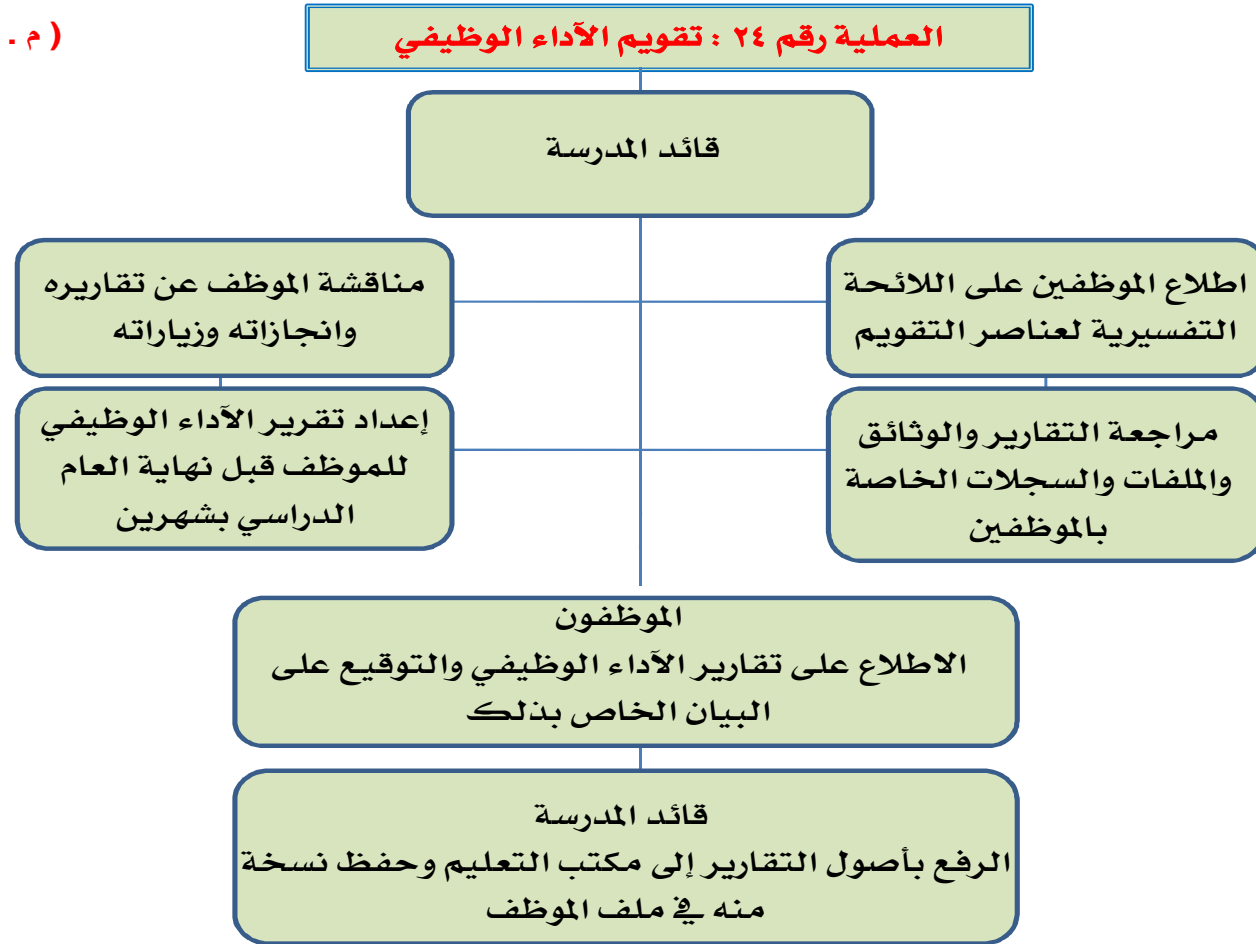 العملية رقم ٢٤ : تقويم الآداء الوظيفي
( م .
قائد المدرسة
اطلاع الموظفين على اللائحة
التفسيرية لعناصر التقويم
مناقشة الموظف عن تقاريره
وانجازاته وزياراته
مراجعة التقارير والوثائق
والملفات والسجلات الخاصة
بالموظفين
إعداد تقرير الآداء الوظيفي
للموظف قبل نهاية العام
الدراسي بشهرين
الموظفون
الاطلاع على تقارير الآداء الوظيفي والتوقيع على
البيان الخاص بذلك
قائد المدرسة
الرفع بأصول التقارير إلى مكتب التعليم وحفظ نسخة
منه في ملف الموظف